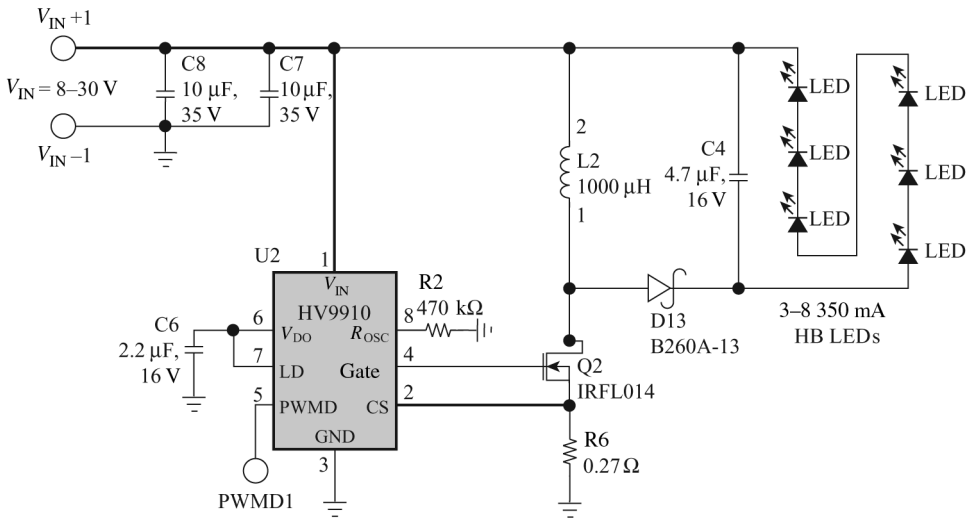 V_IN +1
C8
10 µF,
35 V
C7
10 µF,
35 V
V_IN = 8–30 V
V_IN –1
2
L2
1000 µH
1
C4
4.7 µF,
16 V
LED
LED
LED
LED
LED
LED
U2
1
V_IN
HV9910
R2
470 kΩ
D13
B260A-13
3–8 350 mA
HB LEDs
C6
2.2 µF,
16 V
6
V_DO
R_OSC
8
7
LD
Gate
4
Q2
IRFL014
5
PWMD
CS
2
GND
3
R6
0.27 Ω
PWMD1